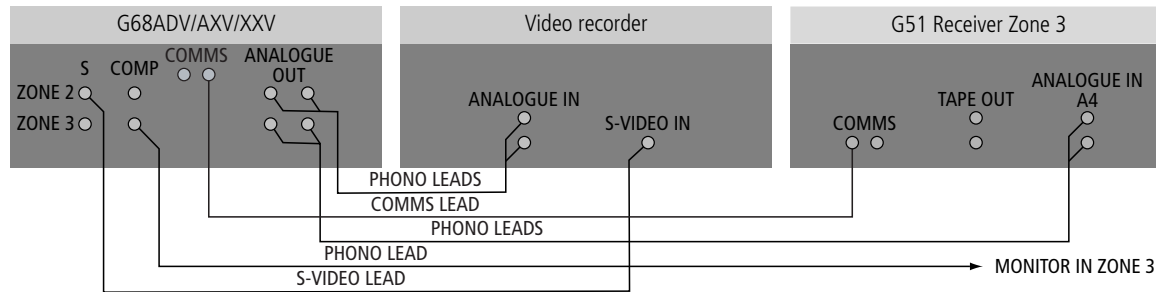 G68ADV/AXV/XXV
Video recorder
G51 Receiver Zone 3
S
COMP
COMMS
ANALOGUE
OUT
ZONE 2
ZONE 3
ANALOGUE IN
S-VIDEO IN
COMMS
TAPE OUT
ANALOGUE IN
A4
PHONO LEADS
COMMS LEAD
PHONO LEADS
PHONO LEAD
MONITOR IN ZONE 3
S-VIDEO LEAD